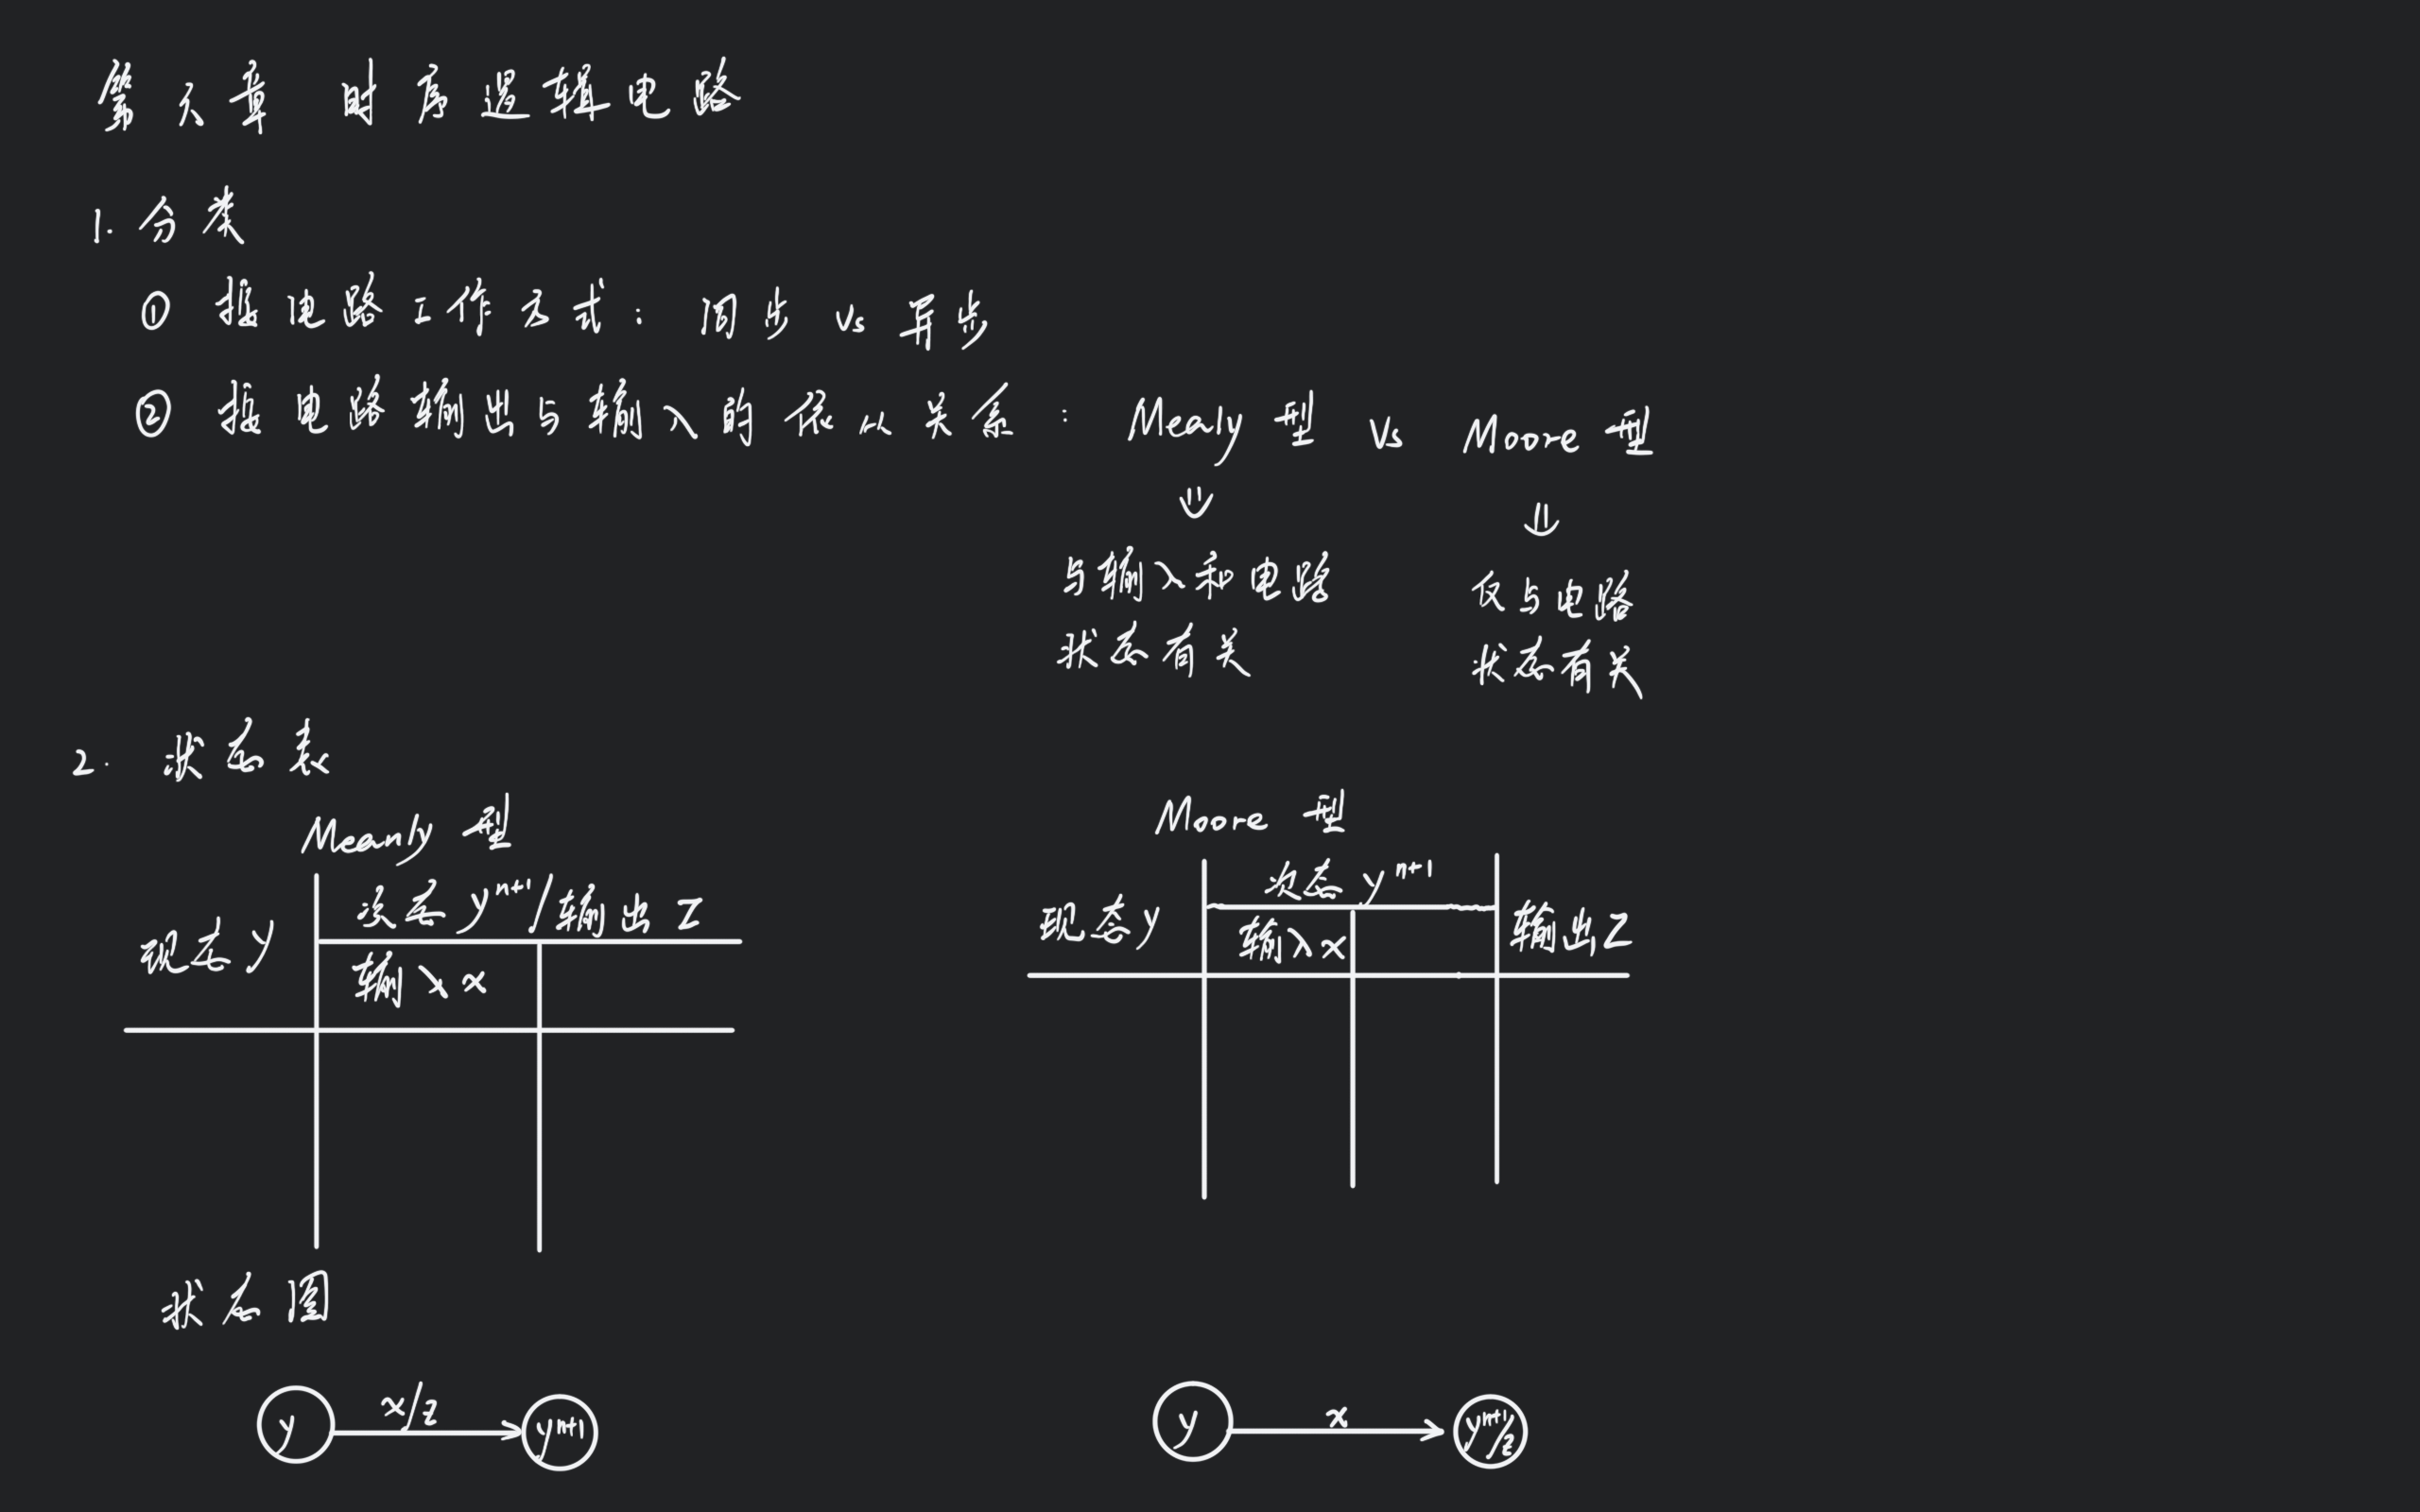 第六章 时序逻辑电路
1. 分类
① 按电路工作方式: 同步 vs 异步
② 按电路输出与输入的依从关系: Mealy 型 Vs Moore 型
⇓ ⇓
与输入和电路 仅与电路
状态有关 状态有关
2. 状态表
Meanly 型 Moore 型
现态 y 次态 yⁿ⁺¹/输出 Z
输入 x
现态 y 次态 yⁿ⁺¹ 输出 Z
输入 x
状态图
y x/z yⁿ⁺¹
y x yⁿ⁺¹/z